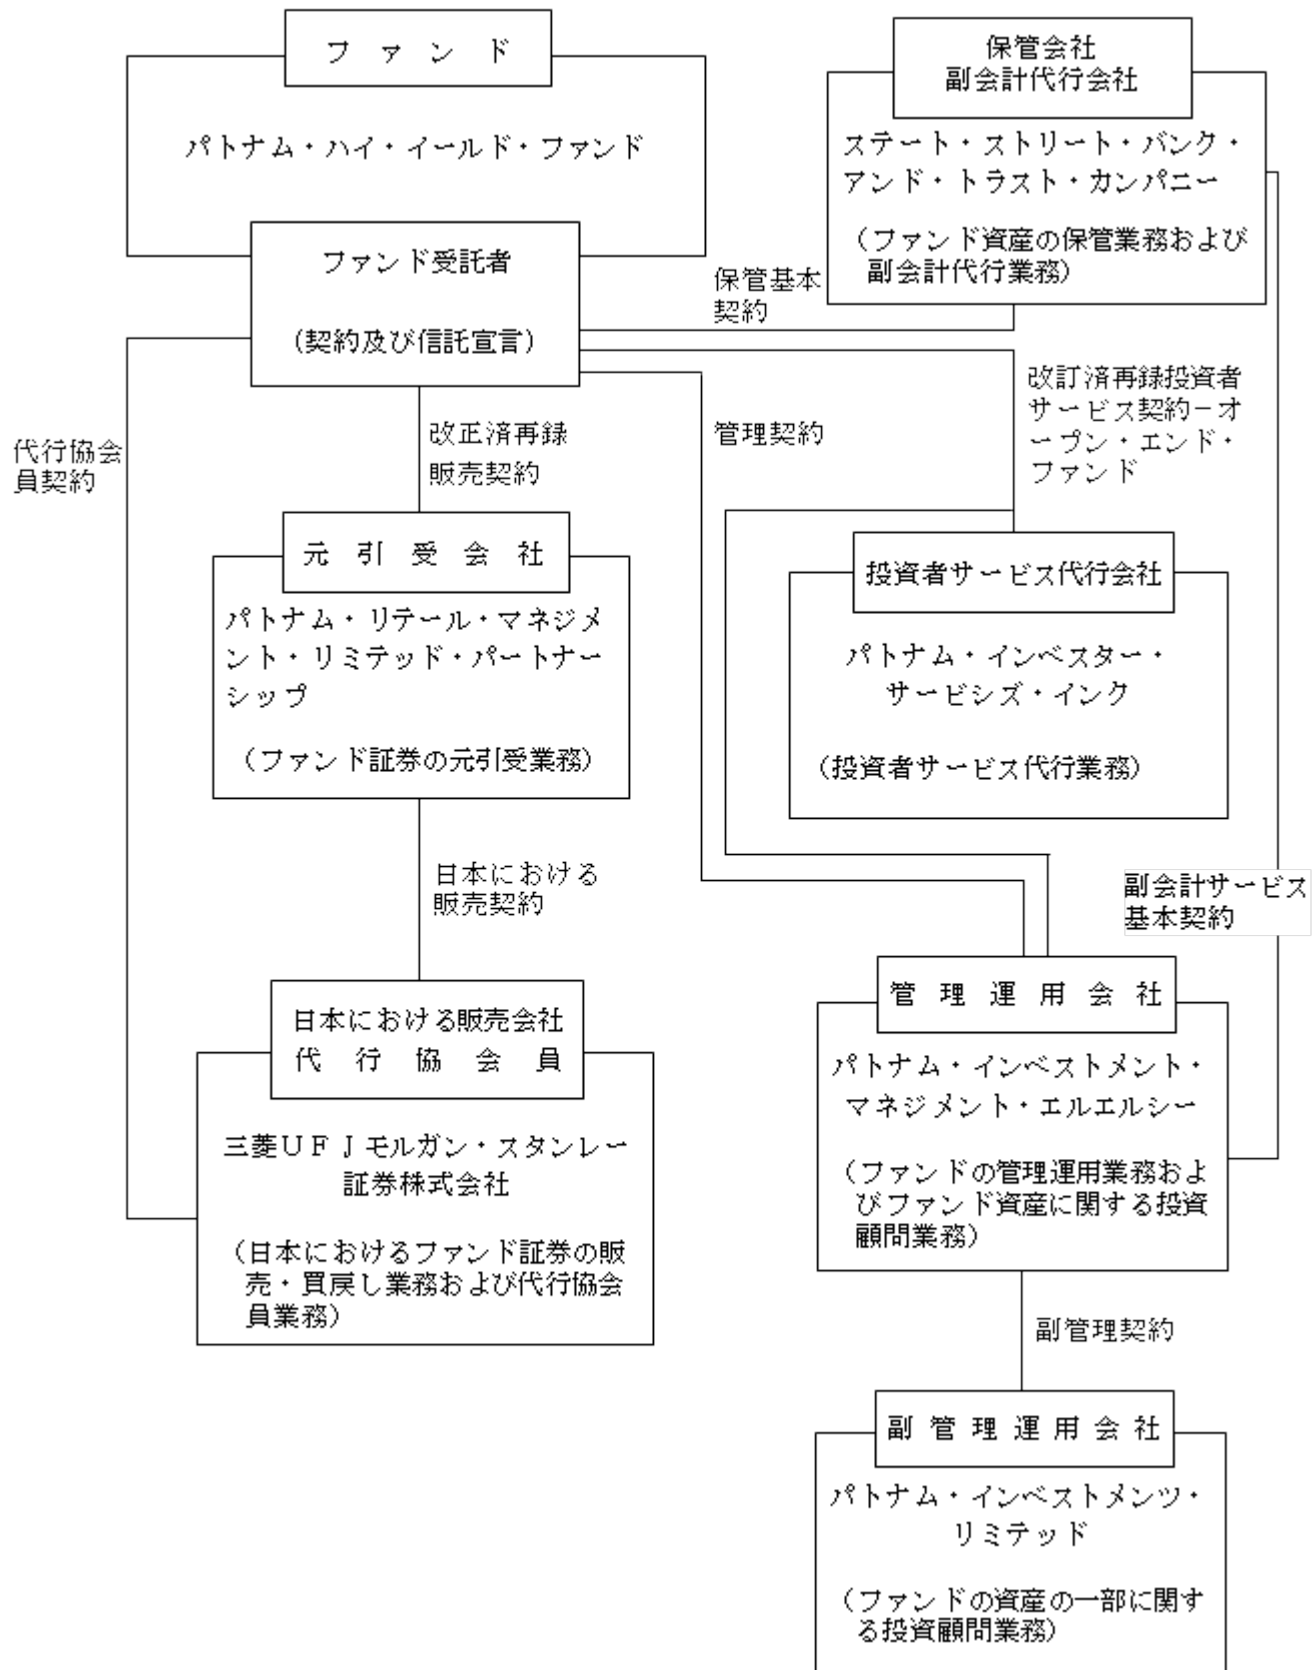 ファンド
パトナム・ハイ・イールド・ファンド
ファンド受託者
(契約及び信託宣言)
保管会社
副会計代行会社
ステート・ストリート・バンク・
アンド・トラスト・カンパニー
(ファンド資産の保管業務および
副会計代行業務)
保管基本
契約
代行協会
員契約
改正済再録
販売契約
管理契約
改訂済再録投資者
サービス契約－オ
ープン・エンド・
ファンド
元引受会社
パトナム・リテール・マネジメ
ント・リミテッド・パートナー
シップ
(ファンド証券の元引受業務)
投資者サービス代行会社
パトナム・インベスター・
サービシズ・インク
(投資者サービス代行業務)
日本における
販売契約
副会計サービス
基本契約
日本における販売会社
代行協会員
三菱ＵＦＪモルガン・スタンレー
証券株式会社
(日本におけるファンド証券の販
売・買戻し業務および代行協会
員業務)
管理運用会社
パトナム・インベストメント・
マネジメント・エルエルシー
(ファンドの管理運用業務およ
びファンド資産に関する投資
顧問業務)
副管理契約
副管理運用会社
パトナム・インベストメンツ・
リミテッド
(ファンドの資産の一部に関す
る投資顧問業務)